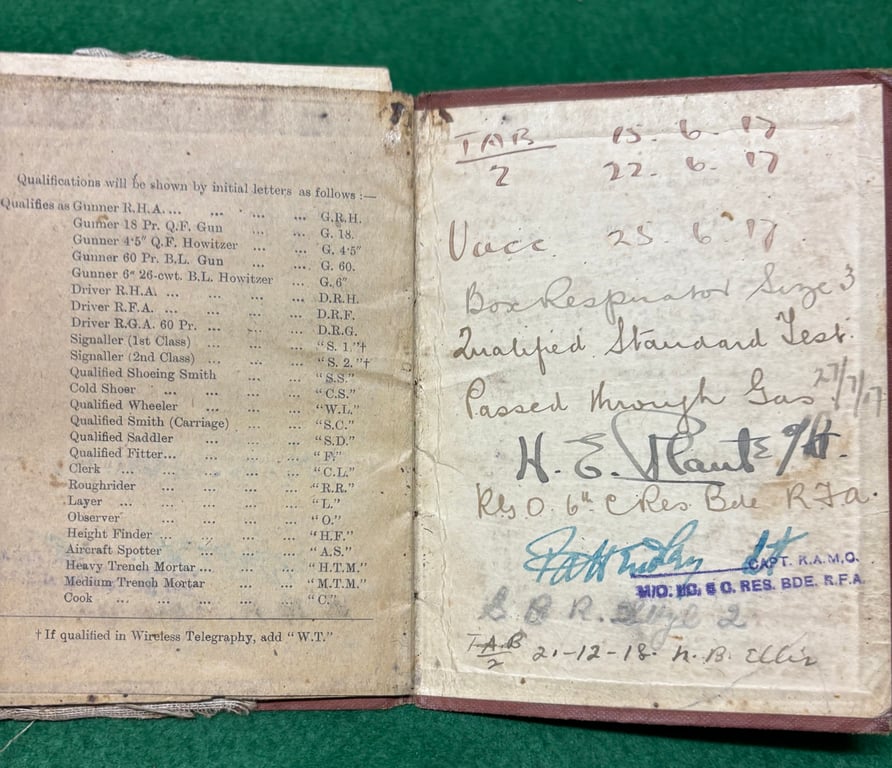 Qualifications will be shown by initial letters as follows :—
Qualifies as Gunner R.H.A. ... ... ... ... G.R.H.
Gunner 18 Pr. Q.F. Gun ... ... G. 18.
Gunner 4·5" Q.F. Howitzer ... ... G. 4·5"
Gunner 60 Pr. B.L. Gun ... ... G. 60.
Gunner 6" 26-cwt. B.L. Howitzer ... G. 6"
Driver R.H.A. ... ... ... ... D.R.H.
Driver R.F.A. ... ... ... ... D.R.F.
Driver R.G.A. 60 Pr. ... ... ... D.R.G.
Signaller (1st Class) ... ... "S. 1."†
Signaller (2nd Class) ... ... "S. 2."†
Qualified Shoeing Smith ... ... "S.S."
Cold Shoer ... ... ... "C.S."
Qualified Wheeler ... ... ... "W.L."
Qualified Smith (Carriage) ... ... "S.C."
Qualified Saddler ... ... ... "S.D."
Qualified Fitter... ... ... ... "F."
Clerk ... ... ... ... ... "C.L."
Roughrider ... ... ... ... "R.R."
Layer ... ... ... ... ... "L."
Observer ... ... ... ... "O."
Height Finder ... ... ... ... "H.F."
Aircraft Spotter ... ... ... "A.S."
Heavy Trench Mortar ... ... ... "H.T.M."
Medium Trench Mortar ... ... "M.T.M."
Cook ... ... ... ... ... "C."
† If qualified in Wireless Telegraphy, add "W.T."
TAB 15. 6. 17
2 22. 6. 17
Vacc 25. 6. 17.
Box Respirator Size 3
Qualified Standard Test.
Passed through Gas 27/7/17
H. E.
O. 6th C Res Bde R F a.
CAPT. R.A.M.C.
M/O. 6 C. RES. BDE. R.F.A.
S B R. Size 2
T.A.B
2 21-12-18. N. B. Ellis